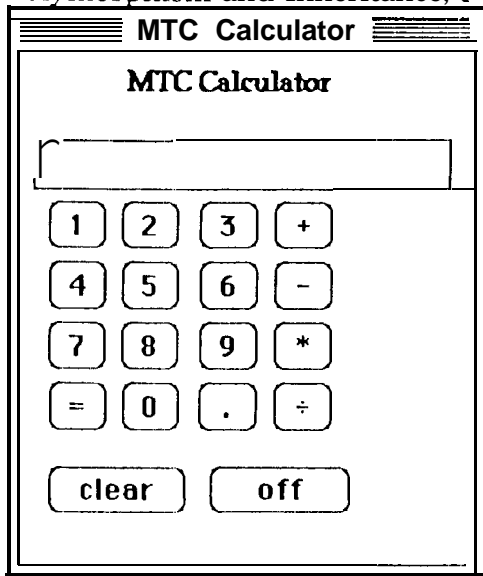 MTC Calculator
MTC Calculator
1 2 3 +
4 5 6 -
7 8 9 *
= 0 . ÷
clear off